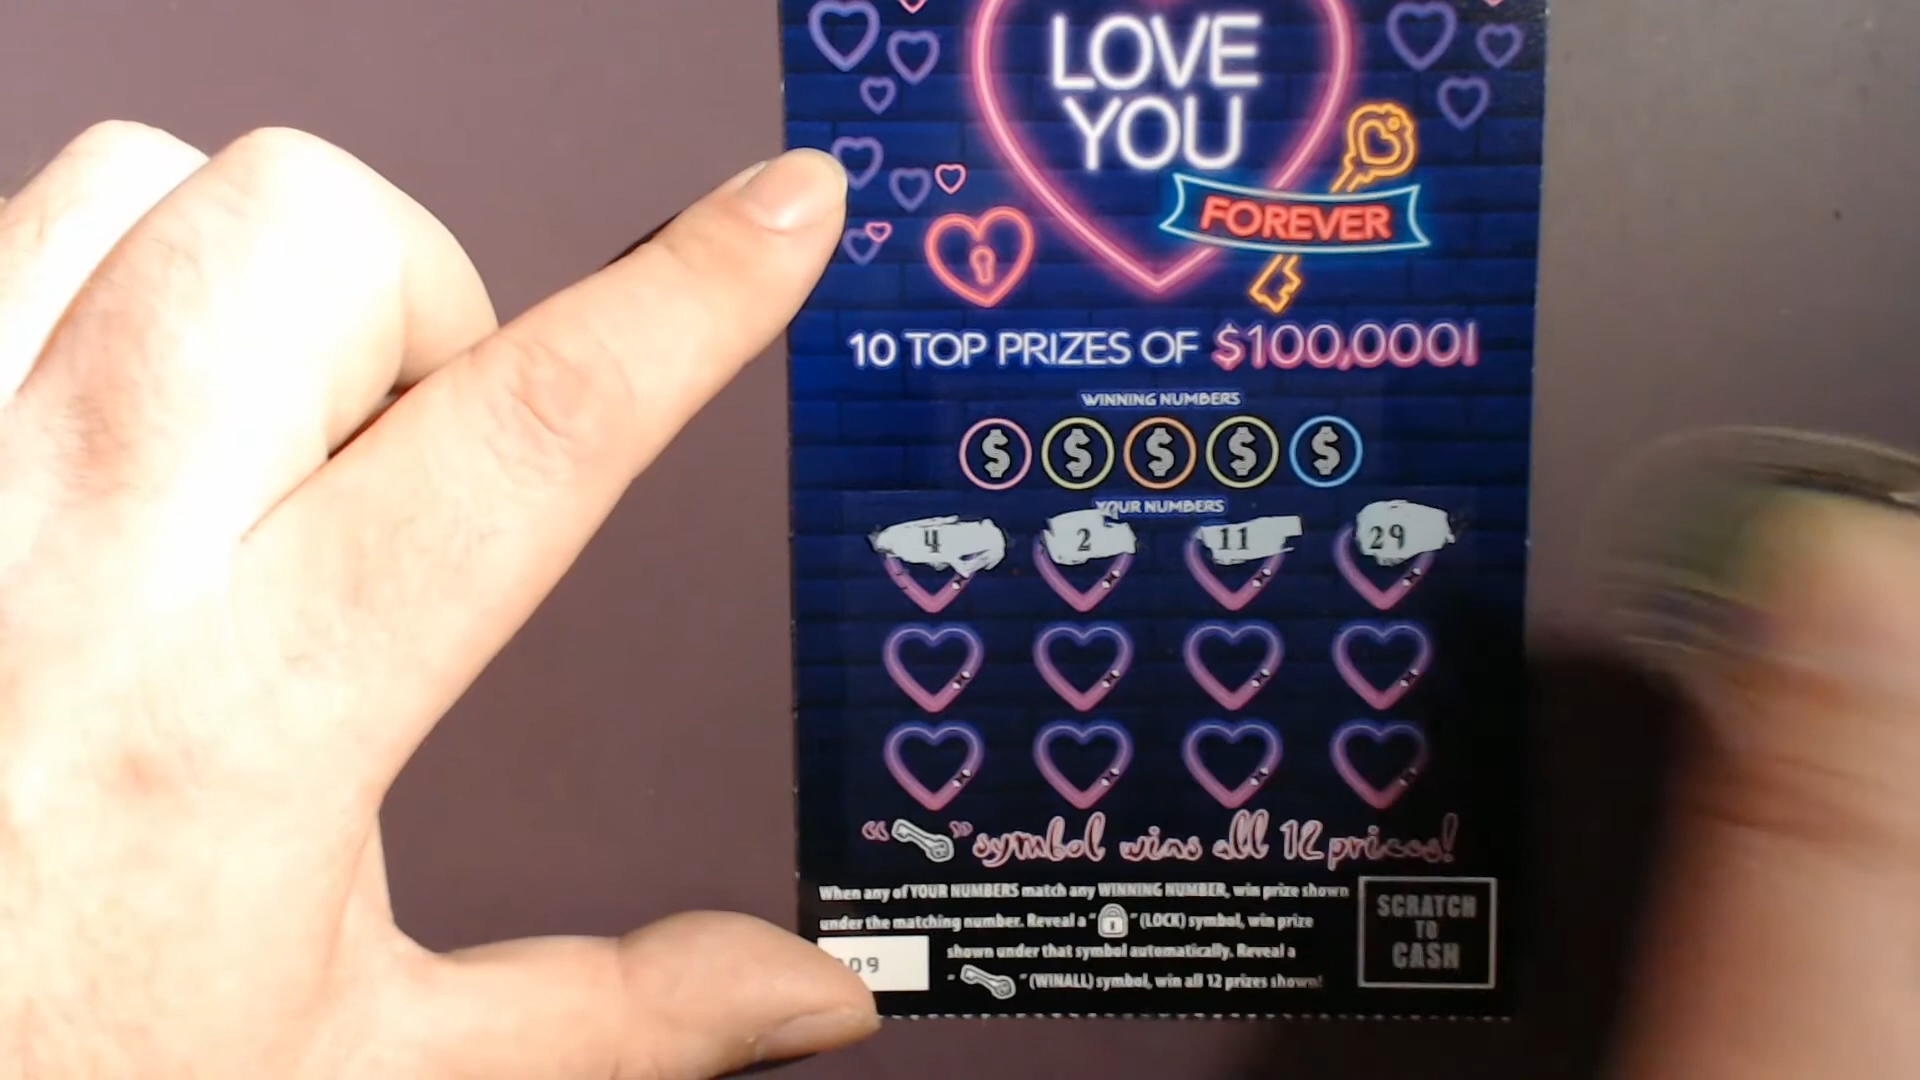 LOVE
YOU
FOREVER
10 TOP PRIZES OF $100,000!
WINNING NUMBERS
$ $ $ $ $
YOUR NUMBERS
4 2 11 29
“ ” symbol wins all 12 prizes!
When any of YOUR NUMBERS match any WINNING NUMBER, win prize shown
under the matching number. Reveal a " " (LOCK) symbol, win prize
shown under that symbol automatically. Reveal a
" " (WINALL) symbol, win all 12 prizes shown!
09
SCRATCH
TO
CASH